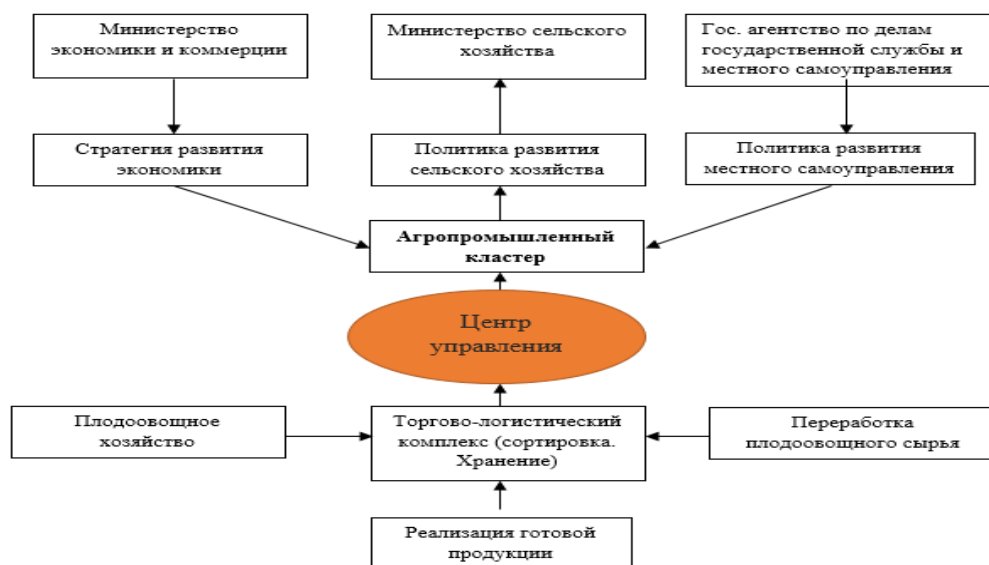 Министерство
экономики и коммерции
Министерство сельского
хозяйства
Гос. агентство по делам
государственной службы и
местного самоуправления
Стратегия развития
экономики
Политика развития
сельского хозяйства
Политика развития
местного самоуправления
Агропромышленный
кластер
Центр
управления
Плодоовощное
хозяйство
Торгово-логистический
комплекс (сортировка.
Хранение)
Переработка
плодоовощного сырья
Реализация готовой
продукции